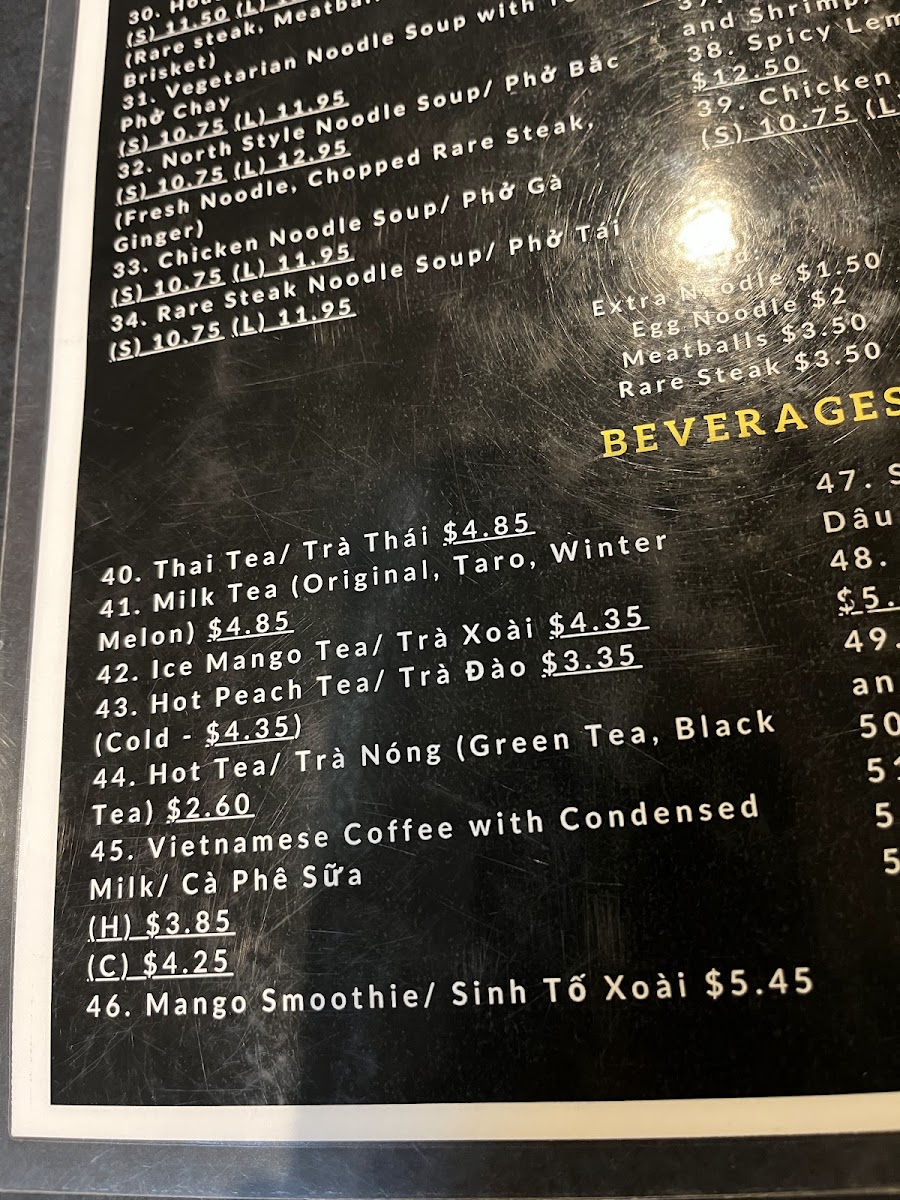 30.
(S) 11.50 (L)
(Rare steak,
Brisket)
31. Vegetarian Noodle Soup with
Phở Chay
(S) 10.75 (L) 11.95
32. North Style Noodle Soup/ Phở Bắc
(S) 10.75 (L) 12.95
(Fresh Noodle, Chopped Rare Steak,
Ginger)
33. Chicken Noodle Soup/ Phở Gà
(S) 10.75 (L) 11.95
34. Rare Steak Noodle Soup/ Phở Tái
(S) 10.75 (L) 11.95
and Shrimp/
38. Spicy
$12.50
39. Chicken
(S) 10.75
Extra Noodle $1.50
Egg Noodle $2
Meatballs $3.50
Rare Steak $3.50
BEVERAGES
40. Thai Tea/ Trà Thái $4.85
41. Milk Tea (Original, Taro, Winter
Melon) $4.85
42. Ice Mango Tea/ Trà Xoài $4.35
43. Hot Peach Tea/ Trà Đào $3.35
(Cold - $4.35)
44. Hot Tea/ Trà Nóng (Green Tea, Black
Tea) $2.60
45. Vietnamese Coffee with Condensed
Milk/ Cà Phê Sữa
(H) $3.85
(C) $4.25
46. Mango Smoothie/ Sinh Tố Xoài $5.45
47.
Dâu
48.
$5.
49.
an
50